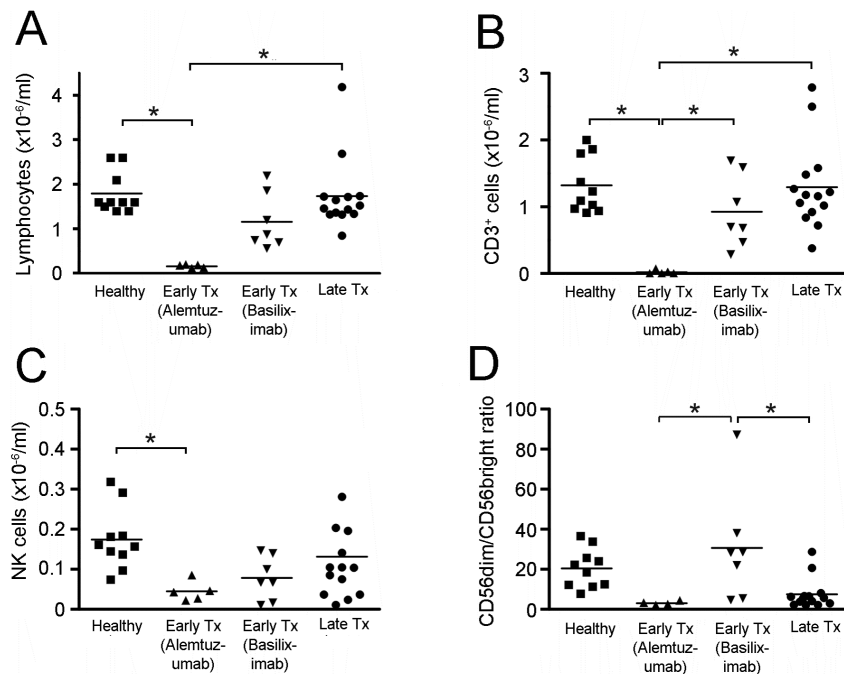 A
Lymphocytes (x10⁻⁶/ml)
4
3
2
1
0
*
*
Healthy
Early Tx
(Alemtuz-
umab)
Early Tx
(Basilix-
imab)
Late Tx
B
CD3⁺ cells (x10⁻⁶/ml)
3
2
1
0
*
*
*
Healthy
Early Tx
(Alemtuz-
umab)
Early Tx
(Basilix-
imab)
Late Tx
C
NK cells (x10⁻⁶/ml)
0.5
0.4
0.3
0.2
0.1
0
*
Healthy
Early Tx
(Alemtuz-
umab)
Early Tx
(Basilix-
imab)
Late Tx
D
CD56dim/CD56bright ratio
100
80
60
40
20
0
*
*
Healthy
Early Tx
(Alemtuz-
umab)
Early Tx
(Basilix-
imab)
Late Tx